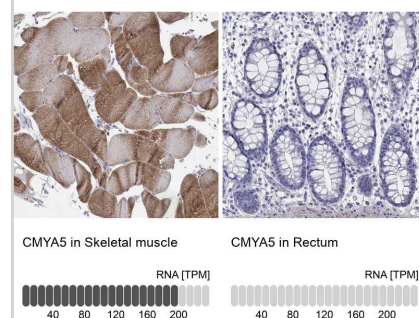 CMYA5 in Skeletal muscle
CMYA5 in Rectum
RNA [TPM]
RNA [TPM]
40 80 120 160 200
40 80 120 160 200